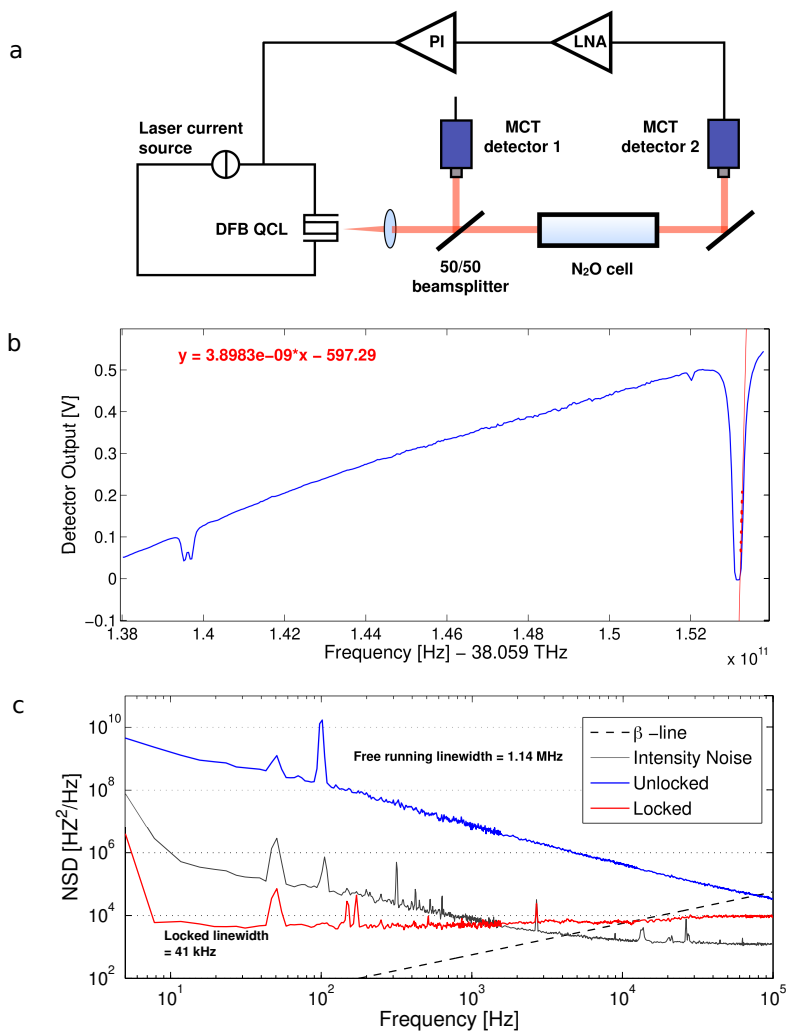 a
PI
LNA
Laser current
source
MCT
detector 1
MCT
detector 2
DFB QCL
50/50
beamsplitter
N₂O cell
b
y = 3.8983e−09*x − 597.29
Detector Output [V]
0.5
0.4
0.3
0.2
0.1
0
−0.1
1.38
1.4
1.42
1.44
1.46
1.48
1.5
1.52
Frequency [Hz] − 38.059 THz
x 10¹¹
c
NSD [HZ²/Hz]
10¹⁰
10⁸
10⁶
10⁴
10²
Free running linewidth = 1.14 MHz
β −line
Intensity Noise
Unlocked
Locked
Locked linewidth
= 41 kHz
10¹
10²
10³
10⁴
10⁵
Frequency [Hz]